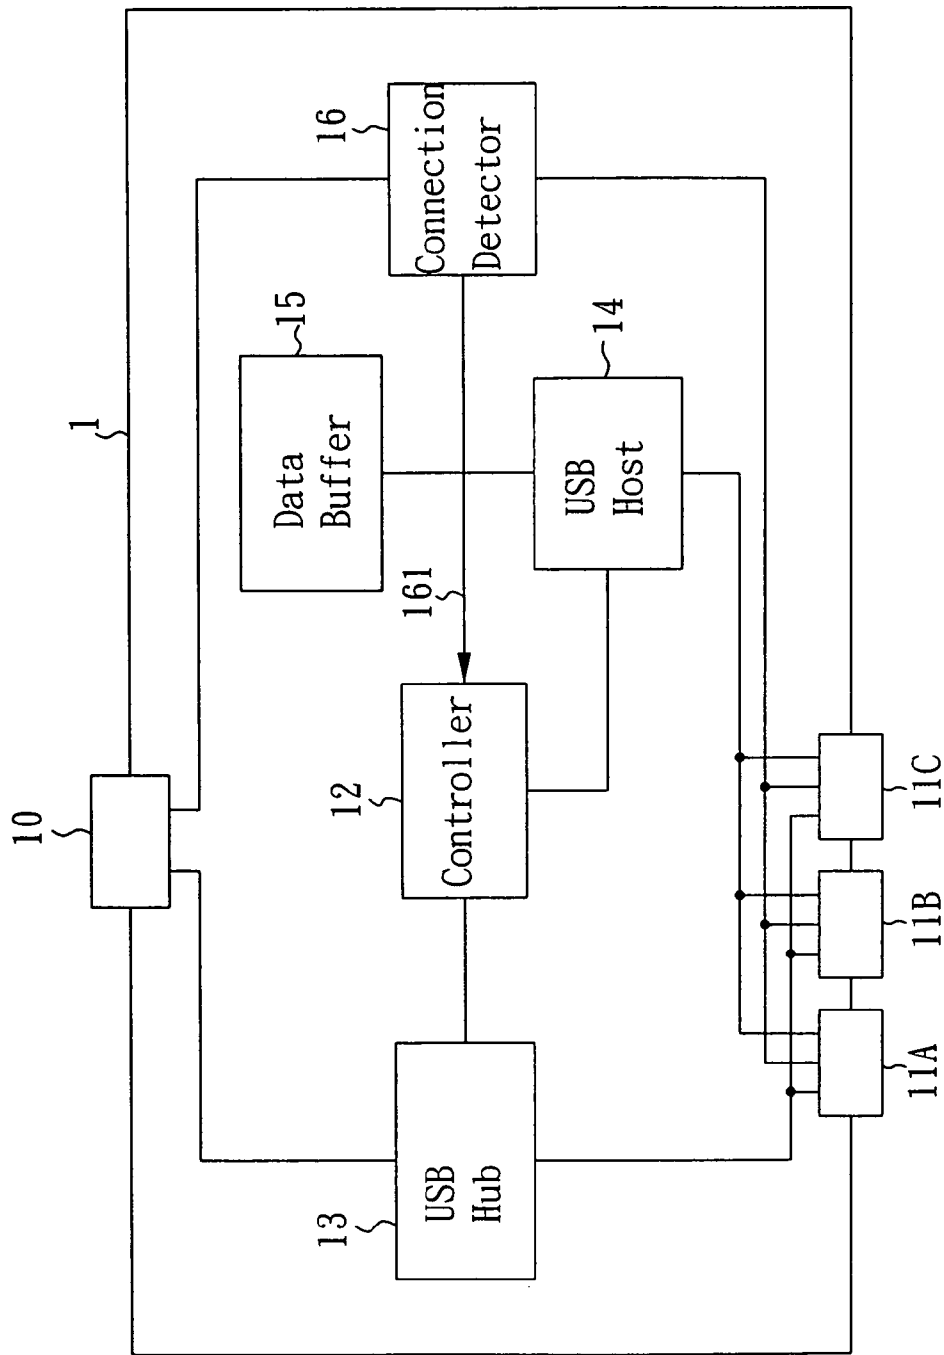 1
10
16
Connection
Detector
15
Data
Buffer
161
14
USB
Host
12
Controller
13
USB
Hub
11A
11B
11C